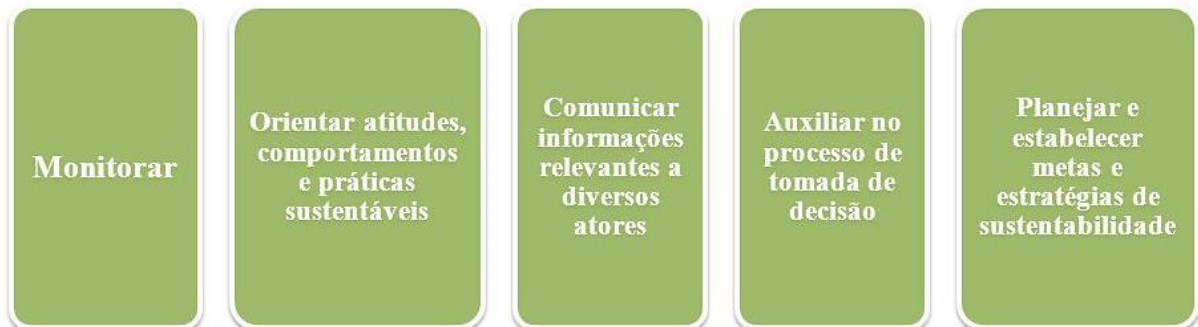 Monitorar
Orientar atitudes,
comportamentos
e práticas
sustentáveis
Comunicar
informações
relevantes a
diversos
atores
Auxiliar no
processo de
tomada de
decisão
Planejar e
estabelecer
metas e
estratégias de
sustentabilidade